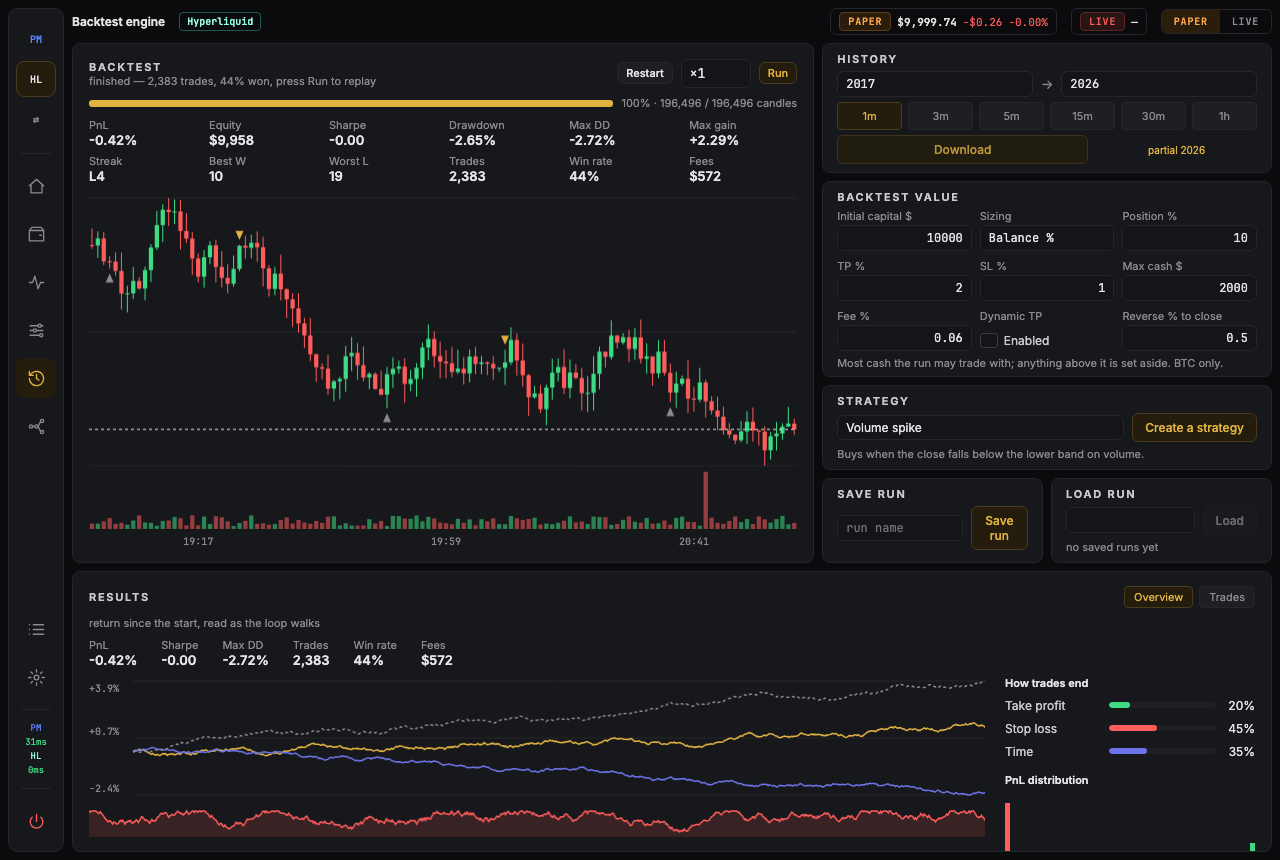 PM
HL
Backtest engine
Hyperliquid
PAPER $9,999.74 -$0.26 -0.00%
LIVE —
PAPER LIVE
BACKTEST
finished — 2,383 trades, 44% won, press Run to replay
Restart ×1 Run
100% · 196,496 / 196,496 candles
PnL Equity Sharpe Drawdown Max DD Max gain
-0.42% $9,958 -0.00 -2.65% -2.72% +2.29%
Streak Best W Worst L Trades Win rate Fees
L4 10 19 2,383 44% $572
19:17 19:59 20:41
HISTORY
2017 → 2026
1m 3m 5m 15m 30m 1h
Download partial 2026
BACKTEST VALUE
Initial capital $ Sizing Position %
10000 Balance % 10
TP % SL % Max cash $
2 1 2000
Fee % Dynamic TP Reverse % to close
0.06 Enabled 0.5
Most cash the run may trade with; anything above it is set aside. BTC only.
STRATEGY
Volume spike Create a strategy
Buys when the close falls below the lower band on volume.
SAVE RUN
run name Save run
LOAD RUN
Load
no saved runs yet
RESULTS
Overview Trades
return since the start, read as the loop walks
PnL Sharpe Max DD Trades Win rate Fees
-0.42% -0.00 -2.72% 2,383 44% $572
+3.9%
+0.7%
-2.4%
How trades end
Take profit 20%
Stop loss 45%
Time 35%
PnL distribution
PM
31ms
HL
0ms